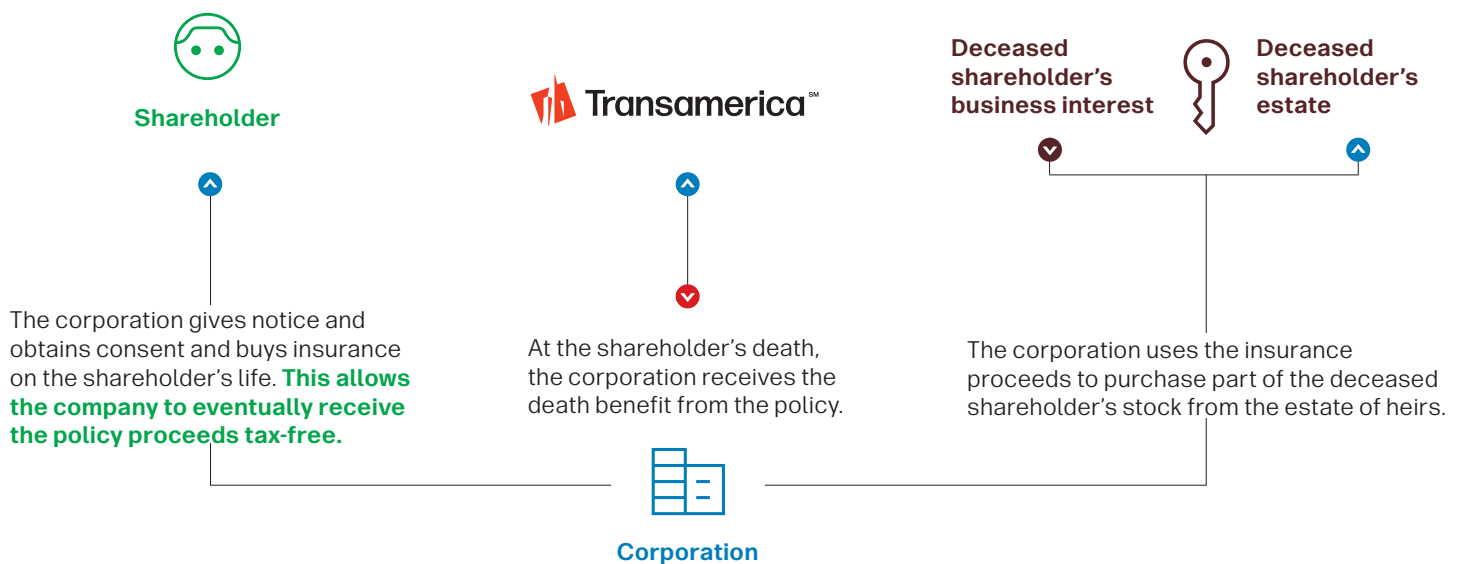 Shareholder
The corporation gives notice and
obtains consent and buys insurance
on the shareholder’s life. This allows
the company to eventually receive
the policy proceeds tax-free.
Transamerica℠
At the shareholder’s death,
the corporation receives the
death benefit from the policy.
Deceased
shareholder’s
business interest
Deceased
shareholder’s
estate
The corporation uses the insurance
proceeds to purchase part of the deceased
shareholder’s stock from the estate of heirs.
Corporation